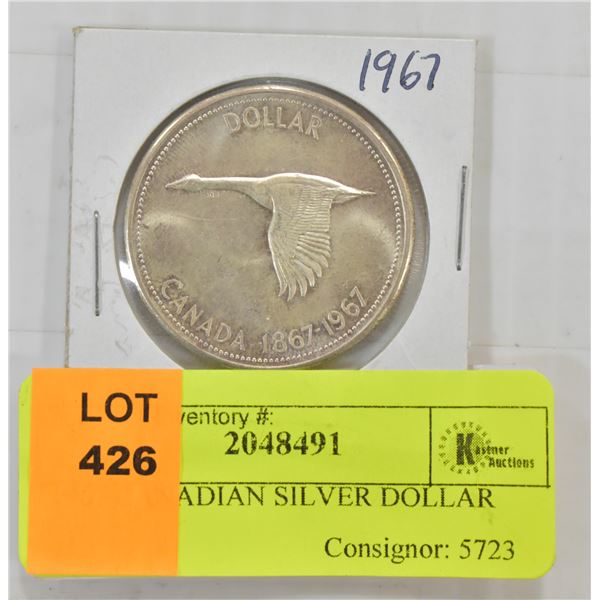 1967
DOLLAR
CANADA 1867-1967
LOT
426
ventory #:
2048491
Kastner
Auctions
ADIAN SILVER DOLLAR
Consignor: 5723